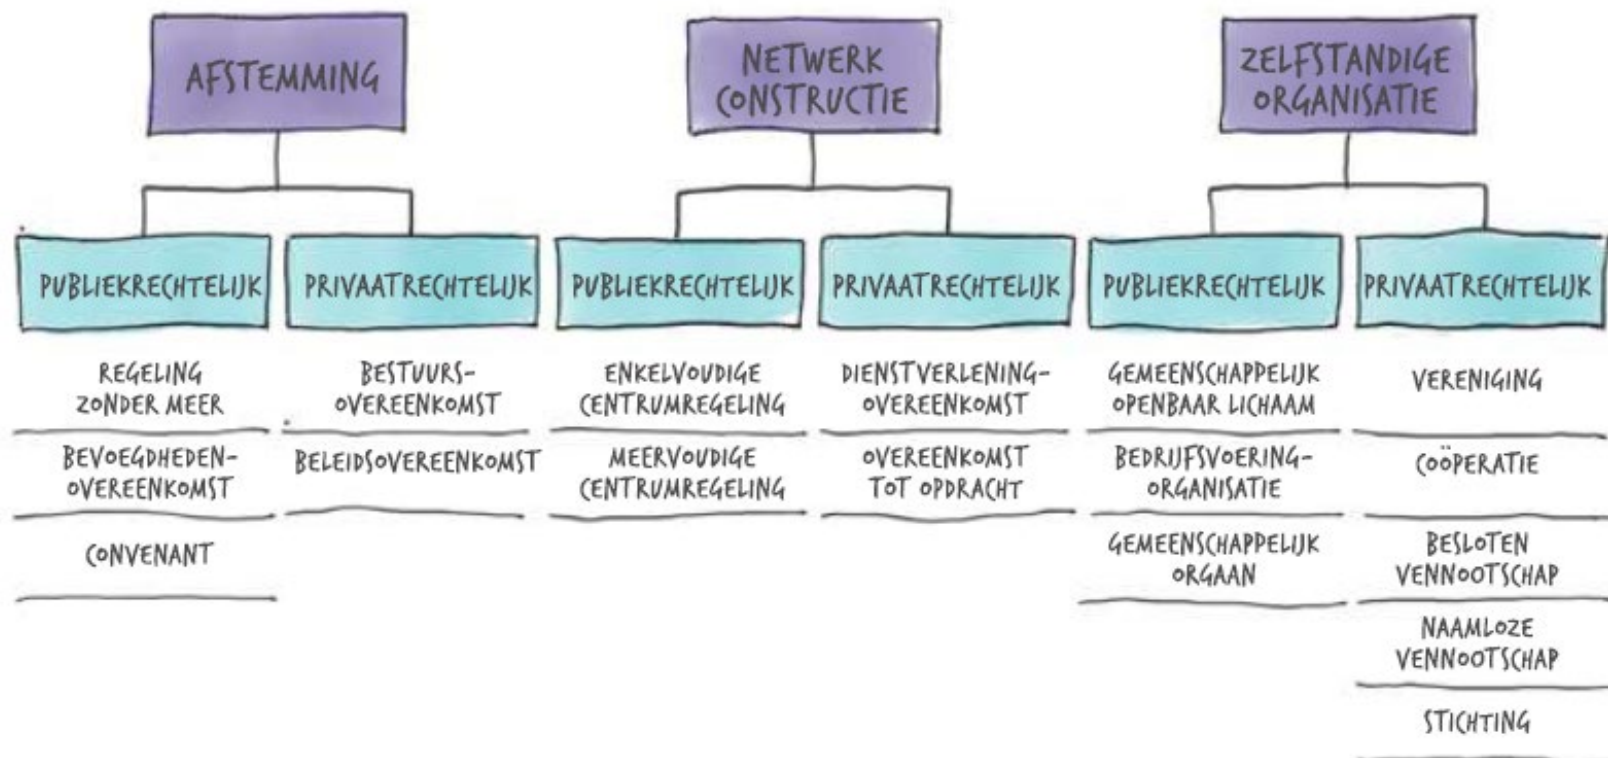 AFSTEMMING
PUBLIEKRECHTELIJK
REGELING
ZONDER MEER
BEVOEGDHEDEN-
OVEREENKOMST
CONVENANT
PRIVAATRECHTELIJK
BESTUURS-
OVEREENKOMST
BELEIDSOVEREENKOMST
NETWERK
CONSTRUCTIE
PUBLIEKRECHTELIJK
ENKELVOUDIGE
CENTRUMREGELING
MEERVOUDIGE
CENTRUMREGELING
PRIVAATRECHTELIJK
DIENSTVERLENING-
OVEREENKOMST
OVEREENKOMST
TOT OPDRACHT
ZELFSTANDIGE
ORGANISATIE
PUBLIEKRECHTELIJK
GEMEENSCHAPPELIJK
OPENBAAR LICHAAM
BEDRIJFSVOERING-
ORGANISATIE
GEMEENSCHAPPELIJK
ORGAAN
PRIVAATRECHTELIJK
VERENIGING
COÖPERATIE
BESLOTEN
VENNOOTSCHAP
NAAMLOZE
VENNOOTSCHAP
STICHTING